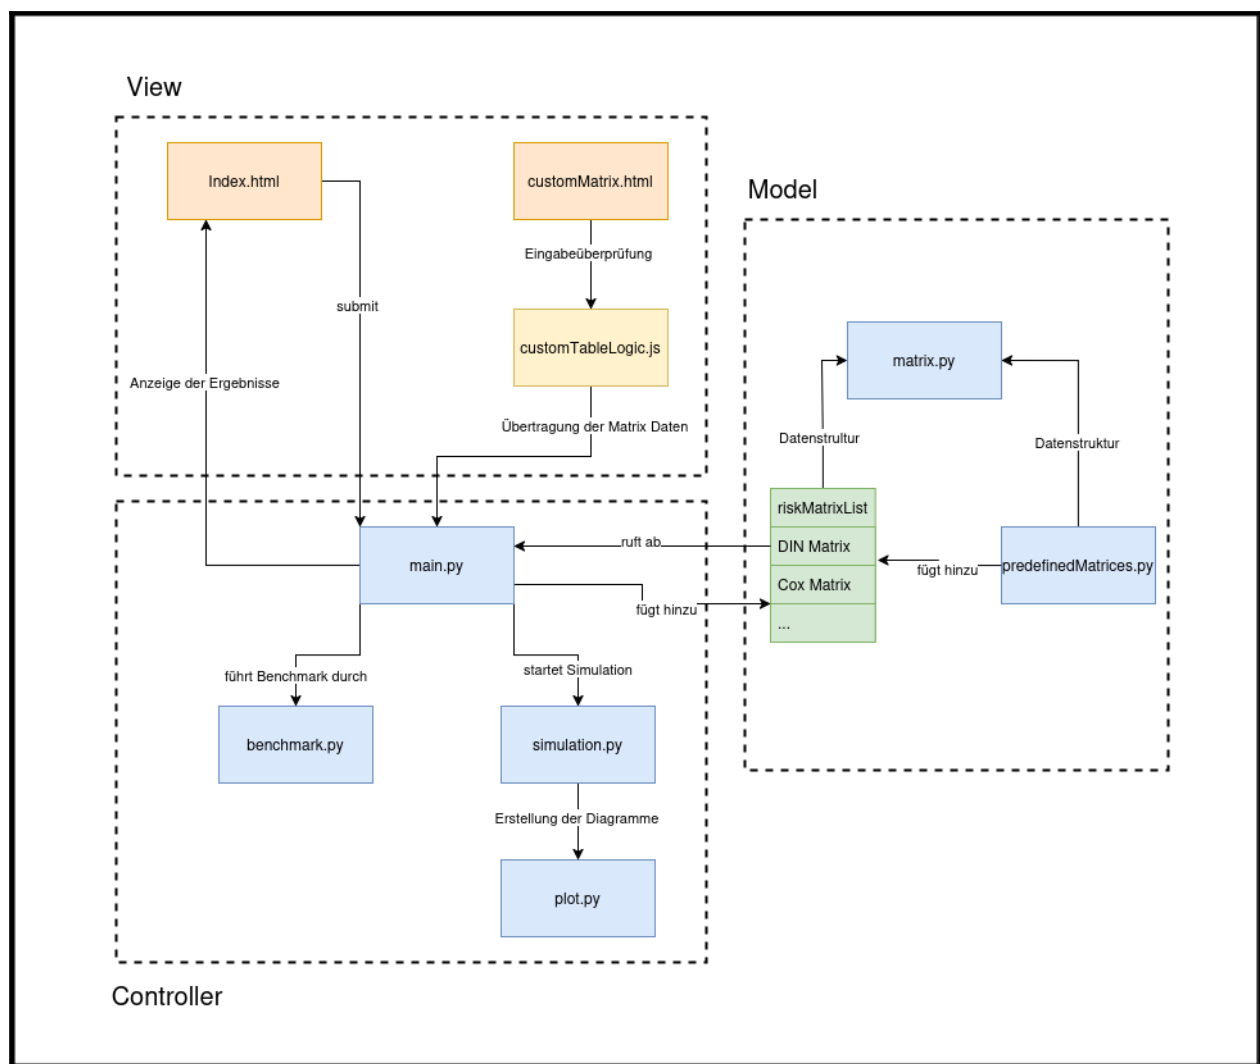 View
Index.html
customMatrix.html
Eingabeüberprüfung
submit
customTableLogic.js
Anzeige der Ergebnisse
Übertragung der Matrix Daten
Model
matrix.py
Datenstrultur
Datenstruktur
riskMatrixList
DIN Matrix
Cox Matrix
...
predefinedMatrices.py
fügt hinzu
ruft ab
fügt hinzu
main.py
führt Benchmark durch
startet Simulation
benchmark.py
simulation.py
Erstellung der Diagramme
plot.py
Controller